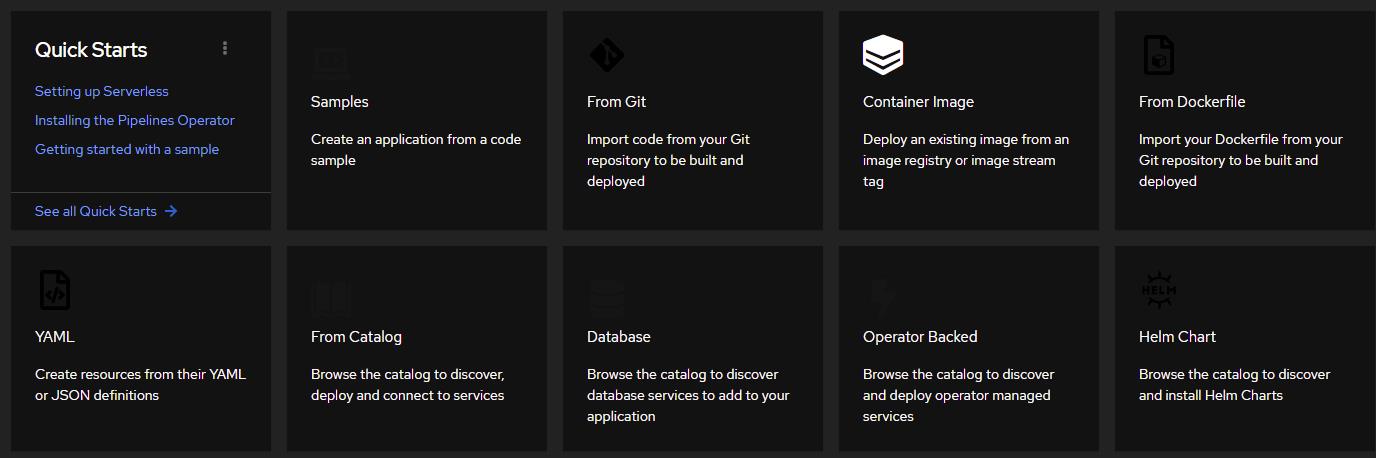 Quick Starts
Setting up Serverless
Installing the Pipelines Operator
Getting started with a sample
See all Quick Starts
Samples
Create an application from a code
sample
From Git
Import code from your Git
repository to be built and
deployed
Container Image
Deploy an existing image from an
image registry or image stream
tag
From Dockerfile
Import your Dockerfile from your
Git repository to be built and
deployed
YAML
Create resources from their YAML
or JSON definitions
From Catalog
Browse the catalog to discover,
deploy and connect to services
Database
Browse the catalog to discover
database services to add to your
application
Operator Backed
Browse the catalog to discover
and deploy operator managed
services
HELM
Helm Chart
Browse the catalog to discover
and install Helm Charts